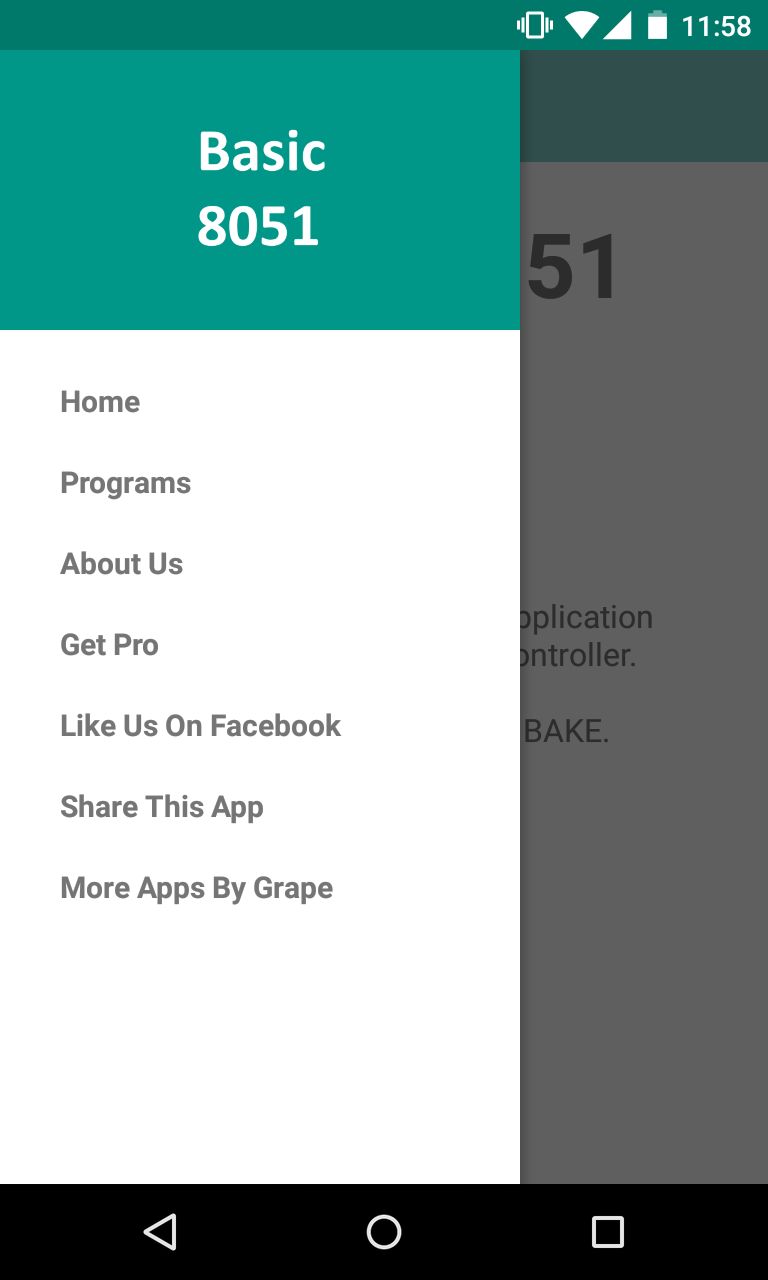 11:58
Basic
8051
51
Home
Programs
About Us
Get Pro
Like Us On Facebook
Share This App
More Apps By Grape
pplication
ontroller.
BAKE.